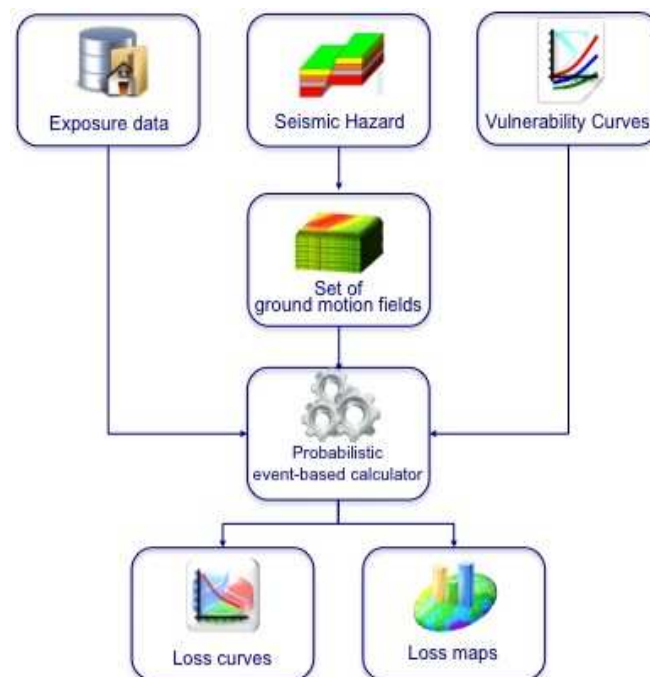 Exposure data
Seismic Hazard
Vulnerability Curves
Set of
ground motion fields
Probabilistic
event-based calculator
Loss curves
Loss maps